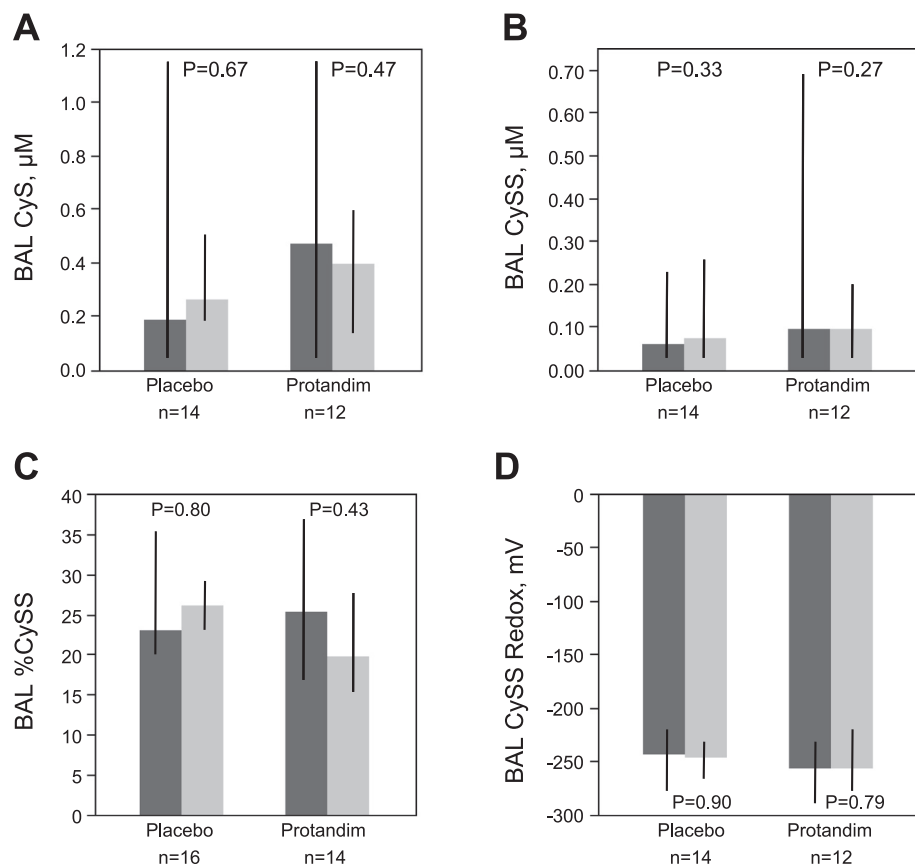 A
BAL CyS, µM
1.2
1.0
0.8
0.6
0.4
0.2
0.0
P=0.67
P=0.47
Placebo
Protandim
n=14
n=12
B
BAL CySS, µM
0.70
0.60
0.50
0.40
0.30
0.20
0.10
0.00
P=0.33
P=0.27
Placebo
Protandim
n=14
n=12
C
BAL %CySS
40
35
30
25
20
15
10
5
0
P=0.80
P=0.43
Placebo
Protandim
n=16
n=14
D
BAL CySS Redox, mV
0
-50
-100
-150
-200
-250
-300
P=0.90
P=0.79
Placebo
Protandim
n=14
n=12